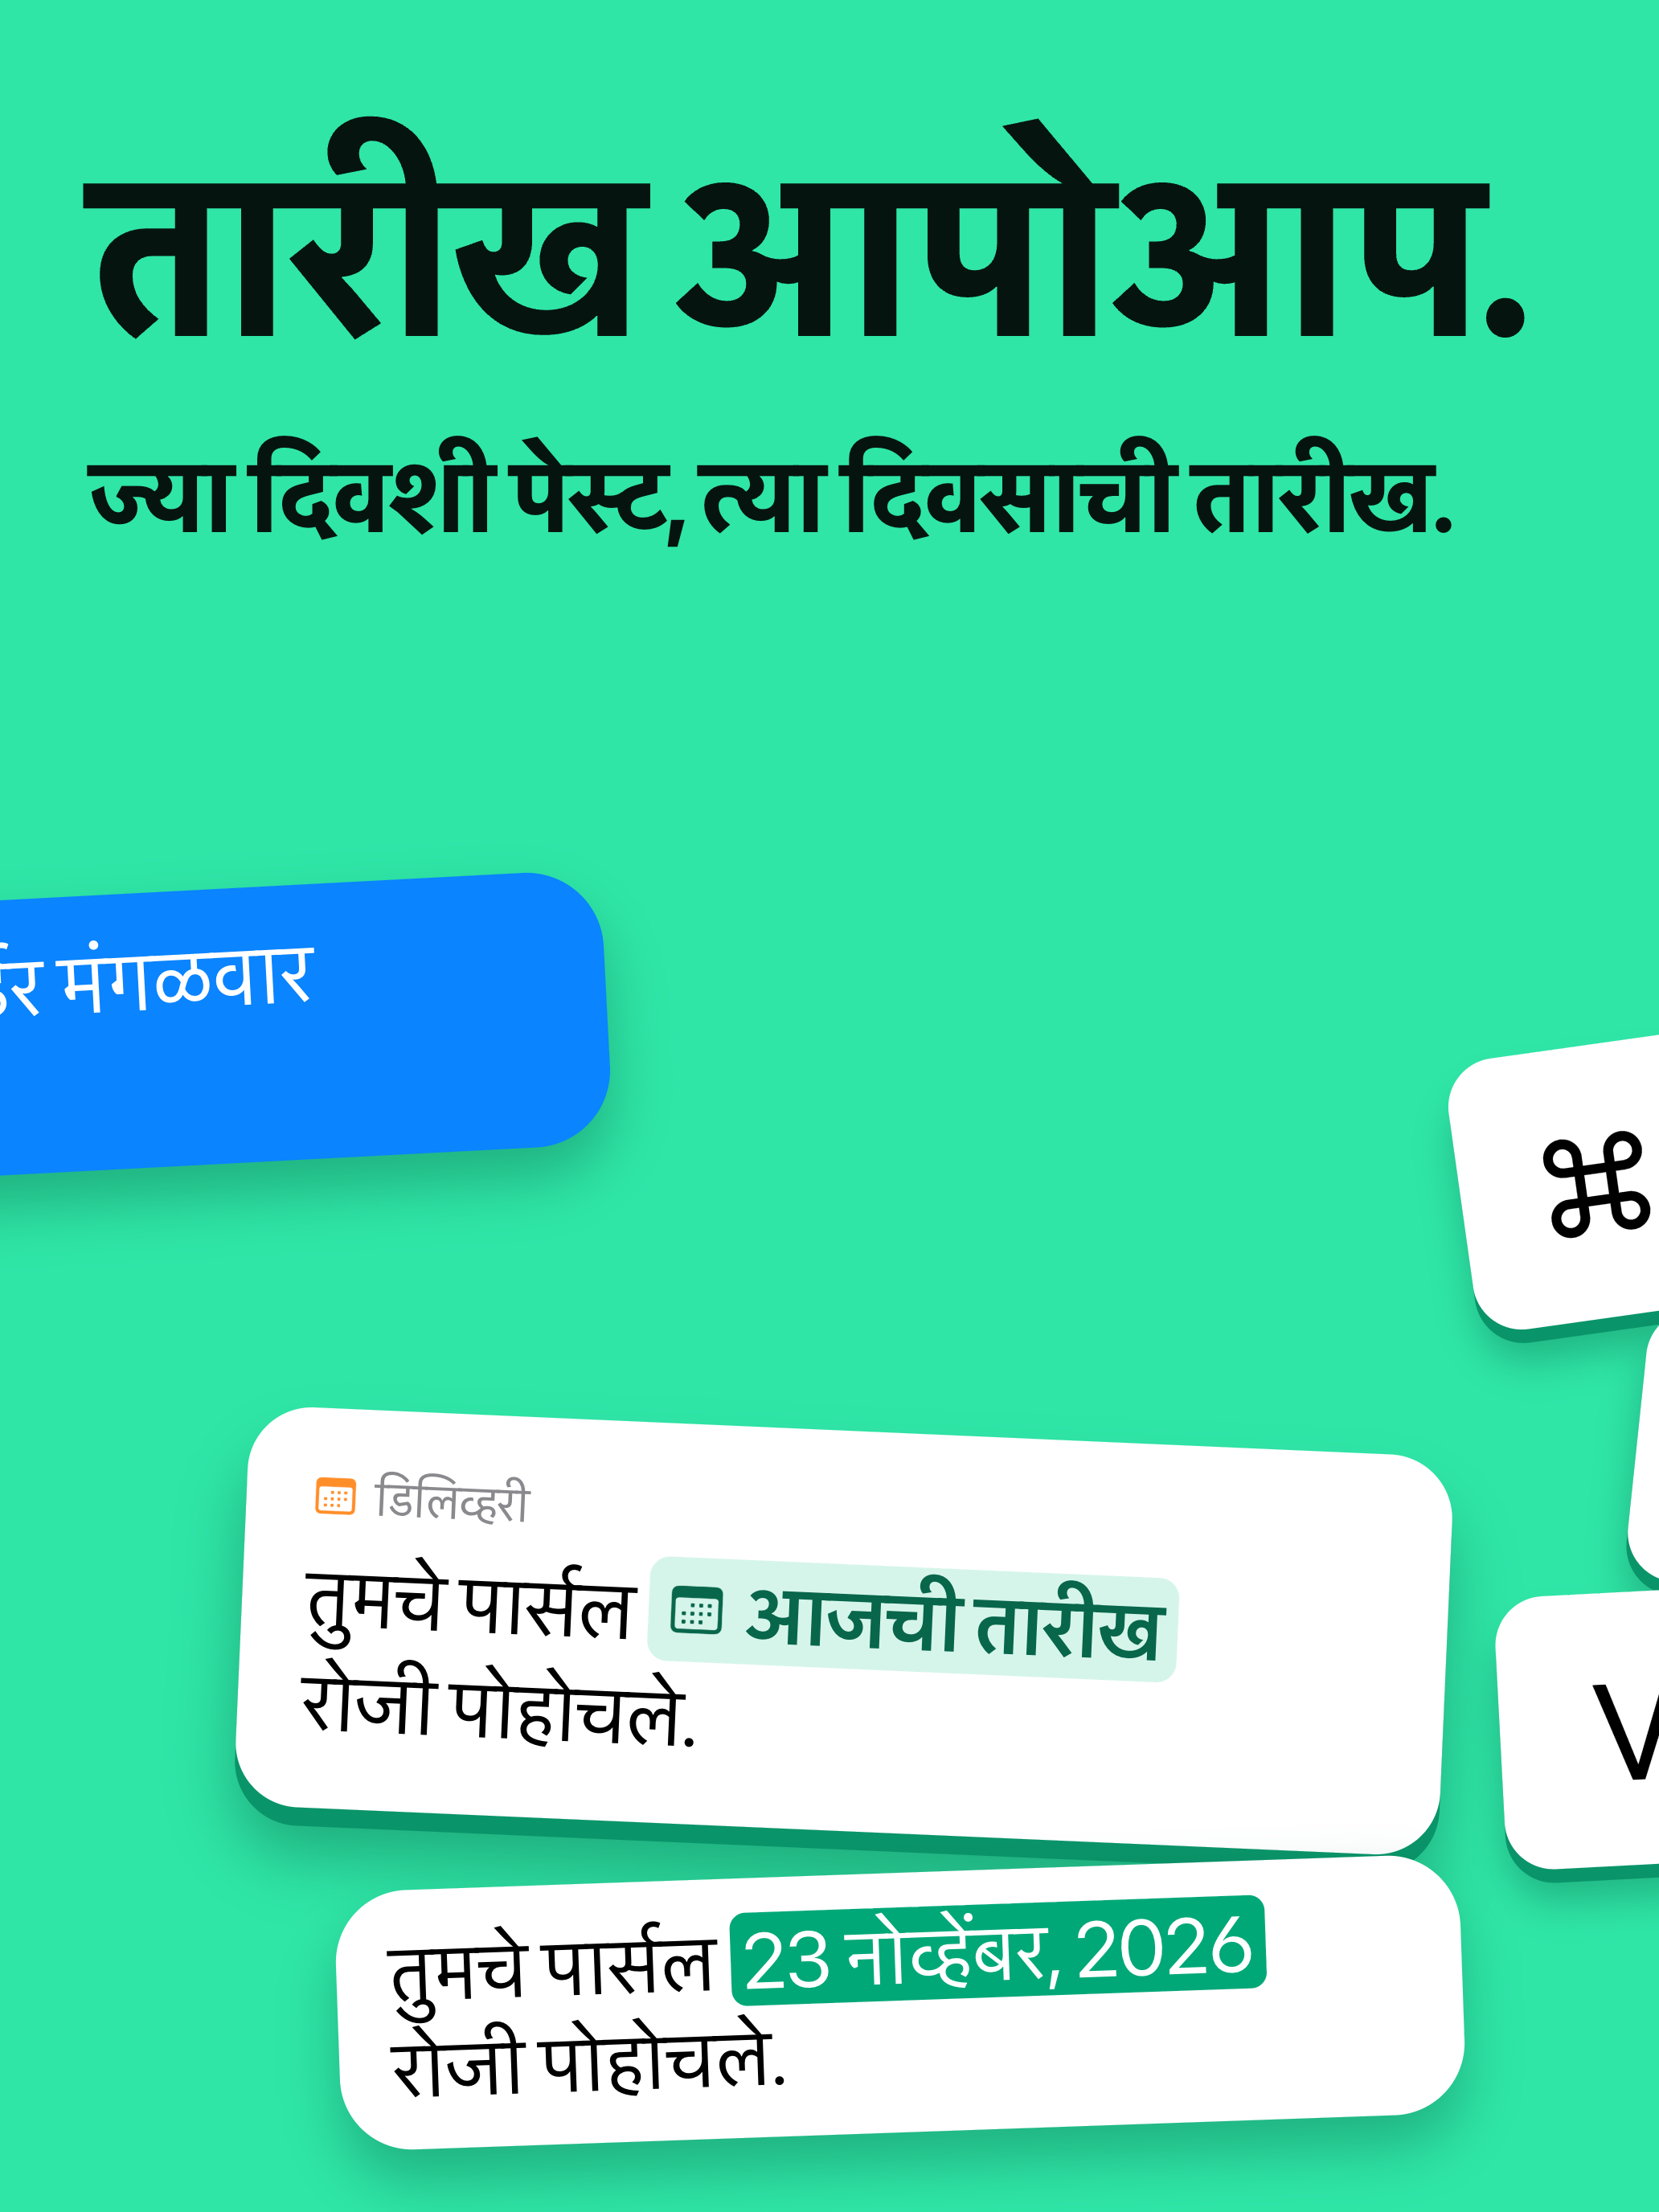 तारीख आपोआप.
ज्या दिवशी पेस्ट, त्या दिवसाची तारीख.
मंगळवार
⌘
डिलिव्हरी
तुमचे पार्सल आजची तारीख
रोजी पोहोचले.
V
तुमचे पार्सल 23 नोव्हेंबर, 2026
रोजी पोहोचले.